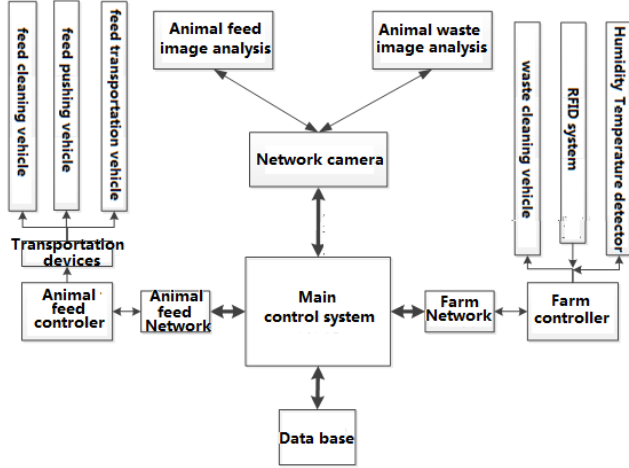 feed cleaning vehicle
feed pushing vehicle
feed transportation vehicle
Animal feed
image analysis
Animal waste
image analysis
waste cleaning vehicle
RFID system
Humidity Temperature detector
Network camera
Transportation
devices
Animal feed
controler
Animal
feed Network
Main
control system
Farm
Network
Farm
controller
Data base